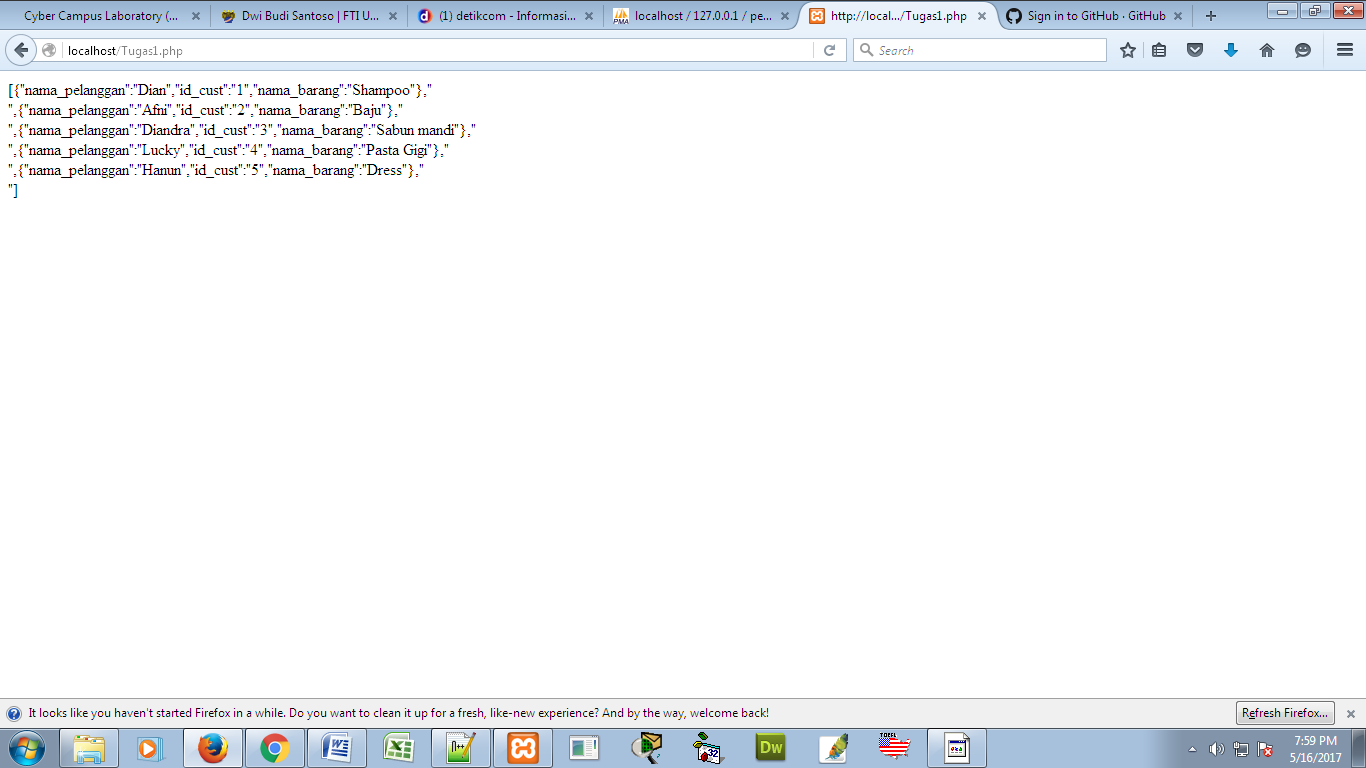 Cyber Campus Laboratory (...
Dwi Budi Santoso | FTI U...
(1) detikcom - Informasi...
localhost / 127.0.0.1 / pe...
http://local.../Tugas1.php
Sign in to GitHub · GitHub
localhost/Tugas1.php
Search
[{"nama_pelanggan":"Dian","id_cust":"1","nama_barang":"Shampoo"},"
",{"nama_pelanggan":"Afni","id_cust":"2","nama_barang":"Baju"},"
",{"nama_pelanggan":"Diandra","id_cust":"3","nama_barang":"Sabun mandi"},"
",{"nama_pelanggan":"Lucky","id_cust":"4","nama_barang":"Pasta Gigi"},"
",{"nama_pelanggan":"Hanun","id_cust":"5","nama_barang":"Dress"},"
"]
It looks like you haven't started Firefox in a while. Do you want to clean it up for a fresh, like-new experience? And by the way, welcome back!
Refresh Firefox...
Dw
TOEFL
7:59 PM
5/16/2017